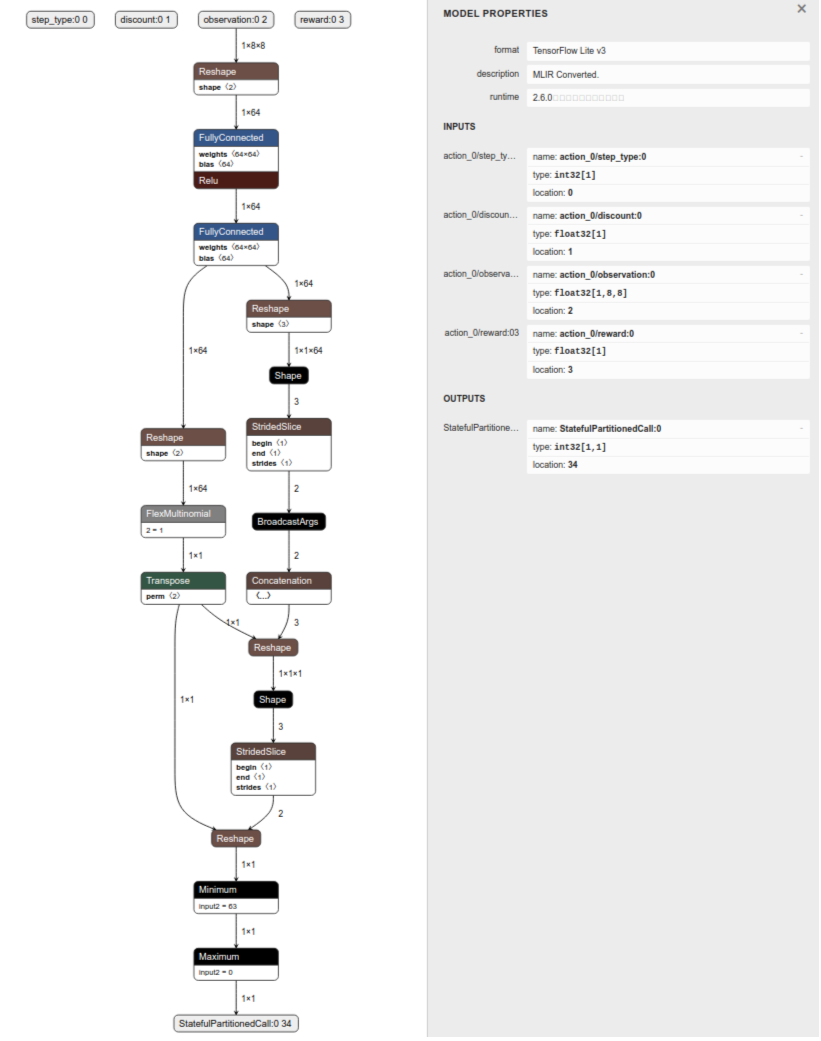 step_type:0 0
discount:0 1
observation:0 2
reward:0 3
1×8×8
Reshape
shape ⟨2⟩
1×64
FullyConnected
weights ⟨64×64⟩
bias ⟨64⟩
Relu
1×64
FullyConnected
weights ⟨64×64⟩
bias ⟨64⟩
1×64
Reshape
shape ⟨3⟩
1×64
1×1×64
Shape
3
StridedSlice
begin ⟨1⟩
end ⟨1⟩
strides ⟨1⟩
Reshape
shape ⟨2⟩
1×64
2
FlexMultinomial
2 = 1
BroadcastArgs
1×1
2
Transpose
perm ⟨2⟩
Concatenation
⟨...⟩
1×1
3
Reshape
1×1×1
1×1
Shape
3
StridedSlice
begin ⟨1⟩
end ⟨1⟩
strides ⟨1⟩
2
Reshape
1×1
Minimum
input2 = 63
1×1
Maximum
input2 = 0
1×1
StatefulPartitionedCall:0 34
MODEL PROPERTIES
×
format
TensorFlow Lite v3
description
MLIR Converted.
runtime
2.6.0□□□□□□□□□□□
INPUTS
action_0/step_ty...
name: action_0/step_type:0
-
type: int32[1]
location: 0
action_0/discoun...
name: action_0/discount:0
-
type: float32[1]
location: 1
action_0/observa...
name: action_0/observation:0
-
type: float32[1,8,8]
location: 2
action_0/reward:03
name: action_0/reward:0
-
type: float32[1]
location: 3
OUTPUTS
StatefulPartitione...
name: StatefulPartitionedCall:0
-
type: int32[1,1]
location: 34